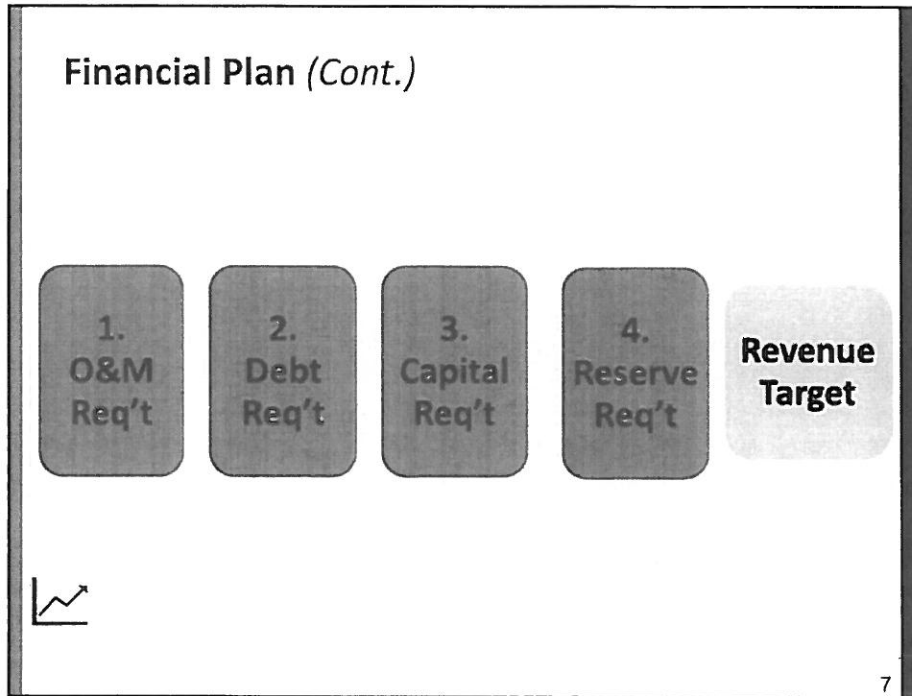 Financial Plan (Cont.)
1.
O&M
Req't
2.
Debt
Req't
3.
Capital
Req't
4.
Reserve
Req't
Revenue
Target
7